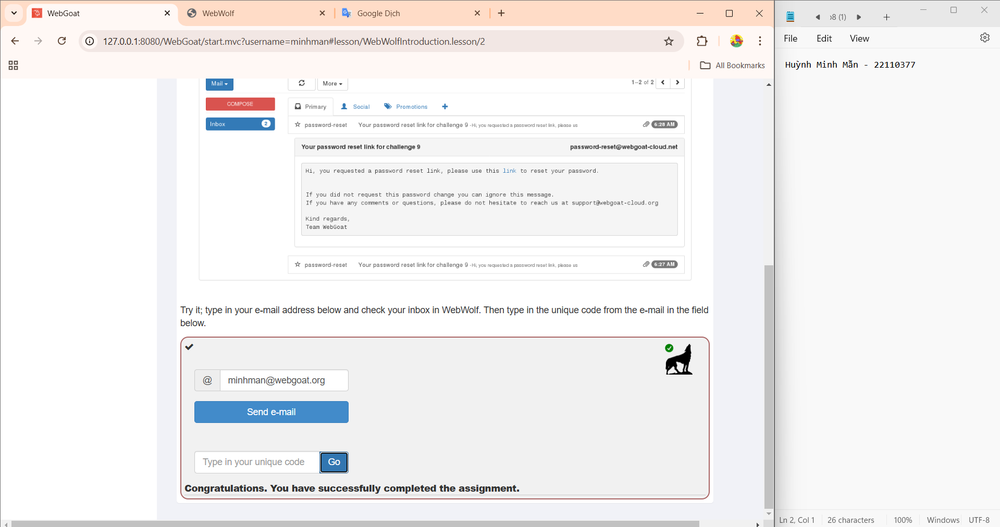 WebGoat
WebWolf
Google Dịch
127.0.0.1:8080/WebGoat/start.mvc?username=minhman#lesson/WebWolfIntroduction.lesson/2
All Bookmarks
Mail
More
1–2 of 2
COMPOSE
Primary
Social
Promotions
Inbox
2
password-reset
Your password reset link for challenge 9 -Hi, you requested a password reset link, please us
6:28 AM
Your password reset link for challenge 9
password-reset@webgoat-cloud.net
Hi, you requested a password reset link, please use this link to reset your password.
If you did not request this password change you can ignore this message.
If you have any comments or questions, please do not hesitate to reach us at support@webgoat-cloud.org
Kind regards,
Team WebGoat
password-reset
Your password reset link for challenge 9 -Hi, you requested a password reset link, please us
6:27 AM
Try it; type in your e-mail address below and check your inbox in WebWolf. Then type in the unique code from the e-mail in the field
below.
@
minhman@webgoat.org
Send e-mail
Type in your unique code
Go
Congratulations. You have successfully completed the assignment.
8 (1)
File
Edit
View
Huỳnh Minh Mẫn - 22110377
Ln 2, Col 1
26 characters
100%
Windows
UTF-8